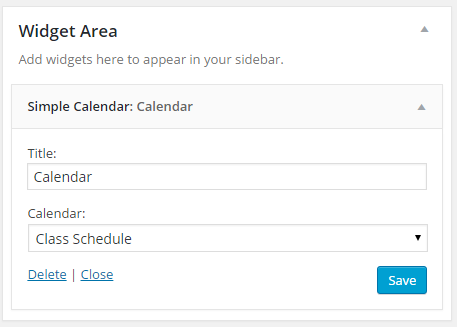 Widget Area
Add widgets here to appear in your sidebar.
Simple Calendar: Calendar
Title:
Calendar
Calendar:
Class Schedule
Delete | Close
Save